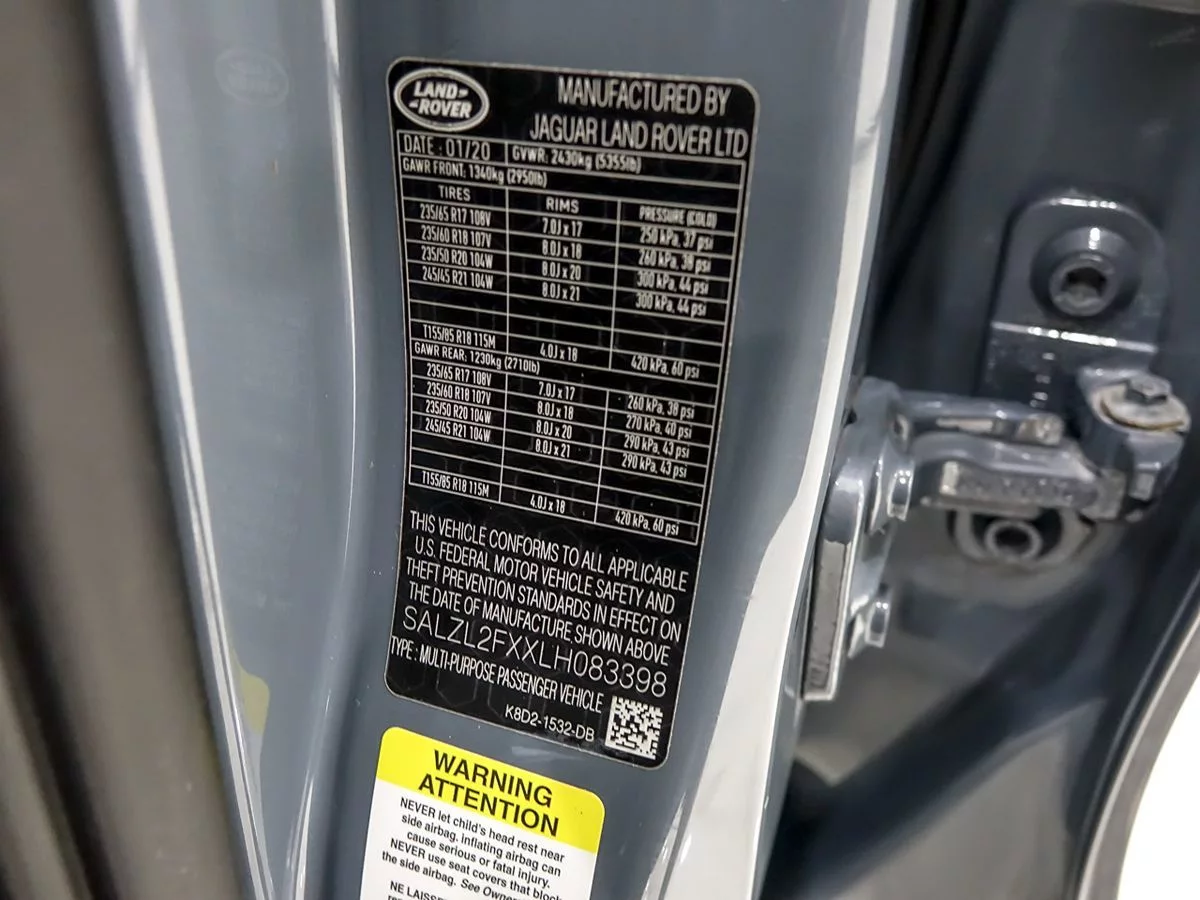 LAND-
-ROVER
MANUFACTURED BY
JAGUAR LAND ROVER LTD
DATE: 01/20 GVWR: 2430kg (5355lb)
GAWR FRONT: 1340kg (2950lb)
TIRES RIMS PRESSURE (COLD)
235/65 R17 108V 7.0J x 17 250 kPa, 37 psi
235/60 R18 107V 8.0J x 18 260 kPa, 38 psi
235/50 R20 104W 8.0J x 20 300 kPa, 44 psi
245/45 R21 104W 8.0J x 21 300 kPa, 44 psi
T155/85 R18 115M 4.0J x 18 420 kPa, 60 psi
GAWR REAR: 1230kg (2710lb)
235/65 R17 108V 7.0J x 17 260 kPa, 38 psi
235/60 R18 107V 8.0J x 18 270 kPa, 40 psi
235/50 R20 104W 8.0J x 20 290 kPa, 43 psi
245/45 R21 104W 8.0J x 21 290 kPa, 43 psi
T155/85 R18 115M 4.0J x 18 420 kPa, 60 psi
THIS VEHICLE CONFORMS TO ALL APPLICABLE
U.S. FEDERAL MOTOR VEHICLE SAFETY AND
THEFT PREVENTION STANDARDS IN EFFECT ON
THE DATE OF MANUFACTURE SHOWN ABOVE
SALZL2FXXLH083398
TYPE: MULTI-PURPOSE PASSENGER VEHICLE
K8D2-1532-DB
WARNING
ATTENTION
NEVER let child's head rest near
side airbag, inflating airbag can
cause serious or fatal injury.
NEVER use seat covers that block
the side airbag. See Owner
NE LAISSE